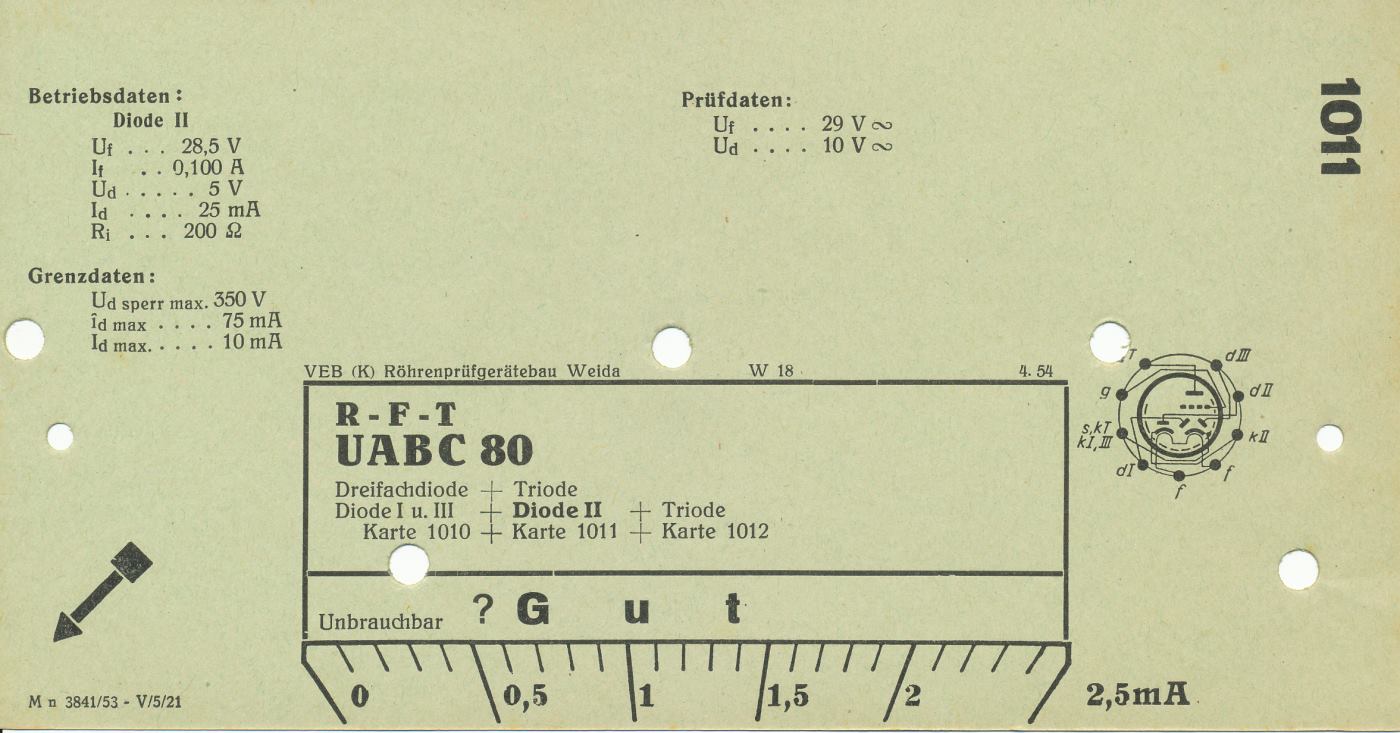 Betriebsdaten:
Diode II
Uf . . . 28,5 V
If . . 0,100 A
Ud . . . . . 5 V
Id . . . . 25 mA
Ri . . . 200 Ω
Grenzdaten:
Ud sperr max. 350 V
îd max . . . . 75 mA
Id max. . . . . 10 mA
Prüfdaten:
Uf . . . . 29 V ∾
Ud . . . . 10 V ∾
1011
VEB (K) Röhrenprüfgerätebau Weida W 18 4. 54
R-F-T
UABC 80
Dreifachdiode + Triode
Diode I u. III + Diode II + Triode
Karte 1010 + Karte 1011 + Karte 1012
Unbrauchbar ? Gut
0 0,5 1 1,5 2 2,5mA
M n 3841/53 - V/5/21
dIII
g
dII
s,kT
kI,III
kII
dI
f
f